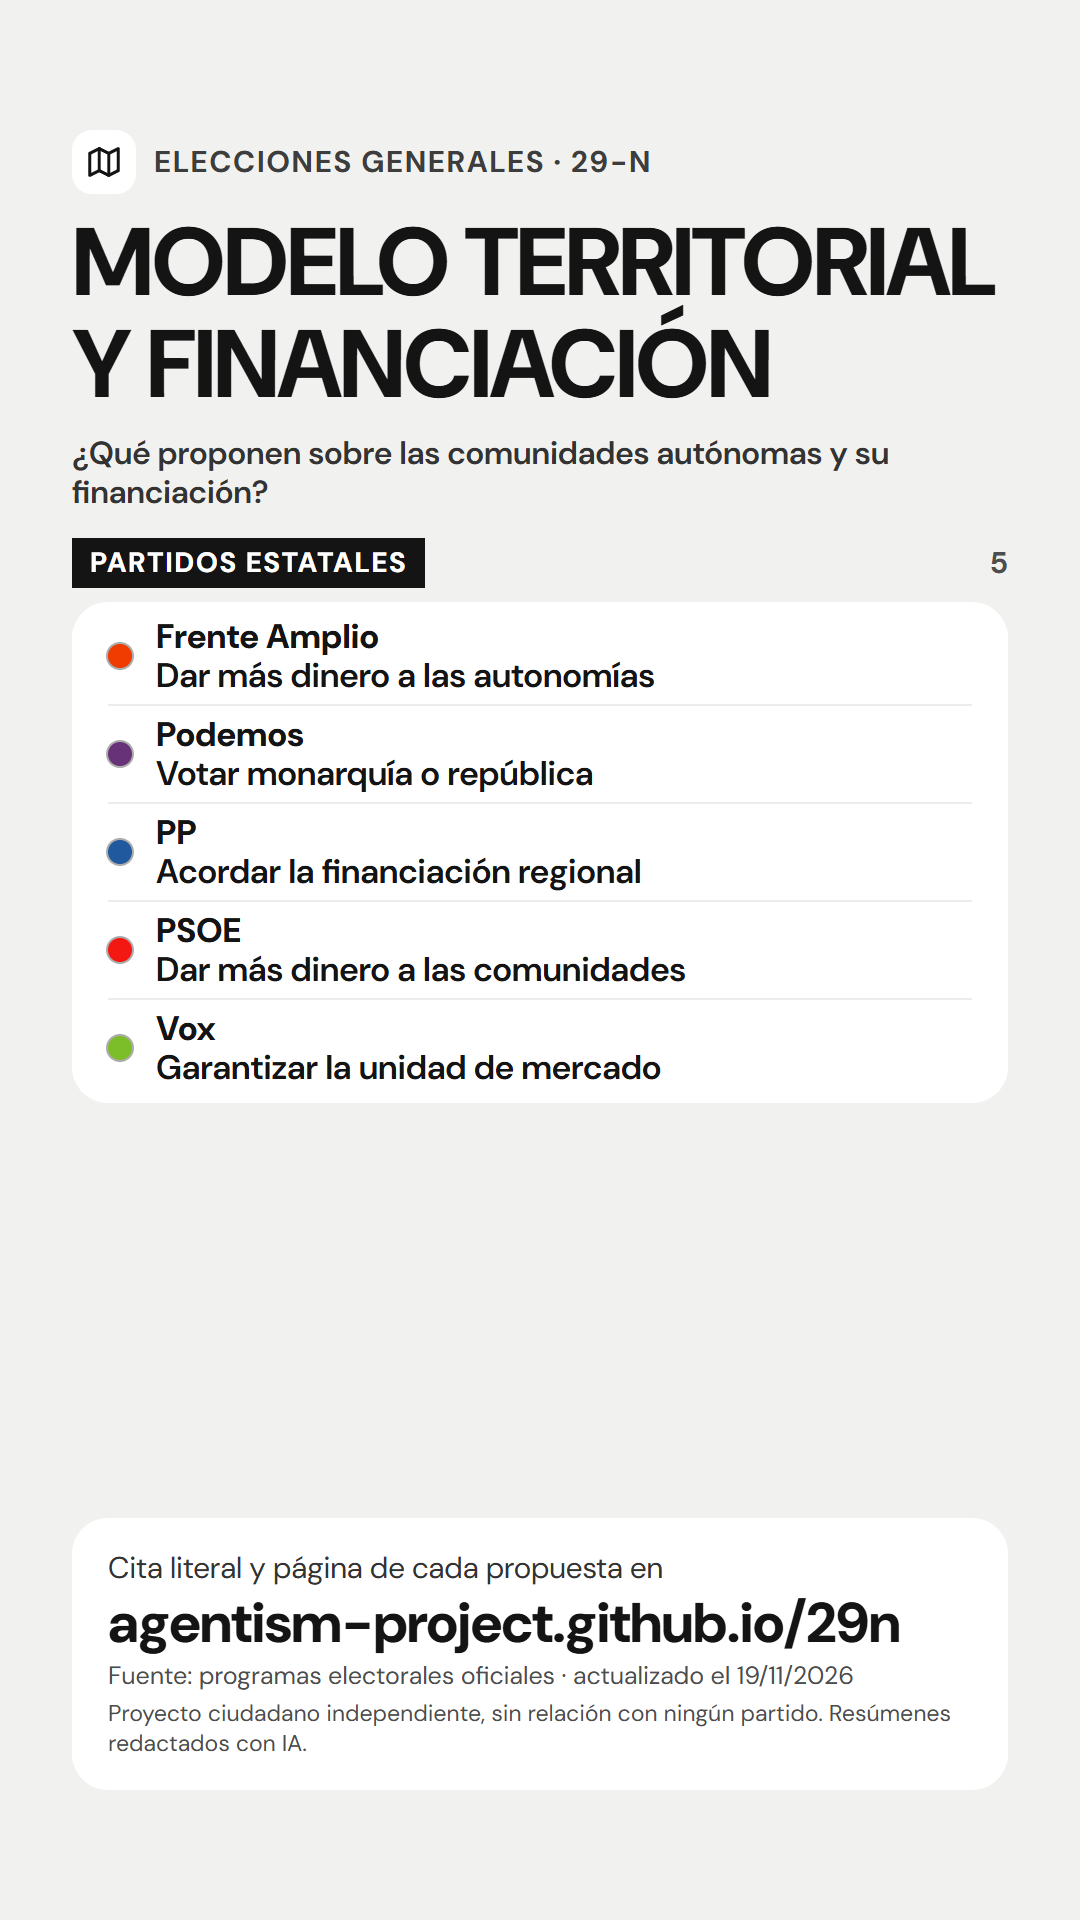 ELECCIONES GENERALES · 29-N
MODELO TERRITORIAL
Y FINANCIACIÓN
¿Qué proponen sobre las comunidades autónomas y su
financiación?
PARTIDOS ESTATALES 5
Frente Amplio
Dar más dinero a las autonomías
Podemos
Votar monarquía o república
PP
Acordar la financiación regional
PSOE
Dar más dinero a las comunidades
Vox
Garantizar la unidad de mercado
Cita literal y página de cada propuesta en
agentism-project.github.io/29n
Fuente: programas electorales oficiales · actualizado el 19/11/2026
Proyecto ciudadano independiente, sin relación con ningún partido. Resúmenes
redactados con IA.